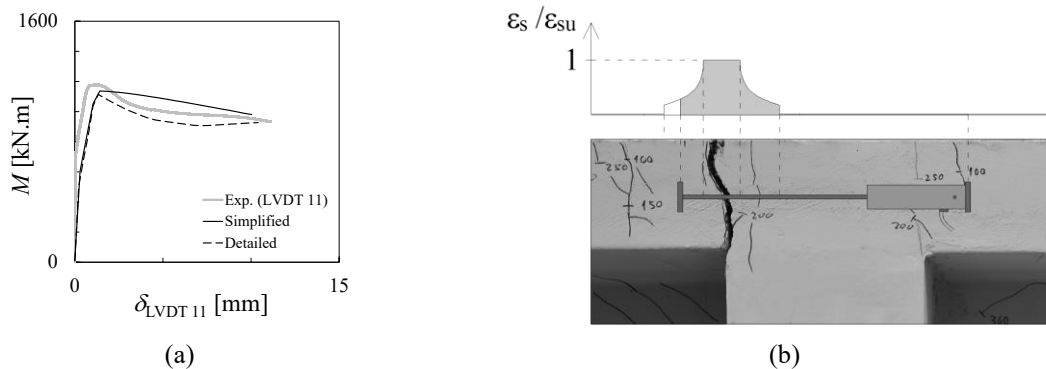 1600
M [kN.m]
Exp. (LVDT 11)
Simplified
Detailed
0
0
15
δLVDT 11 [mm]
(a)
εs /εsu
1
250
100
150
200
250
100
200
360
(b)